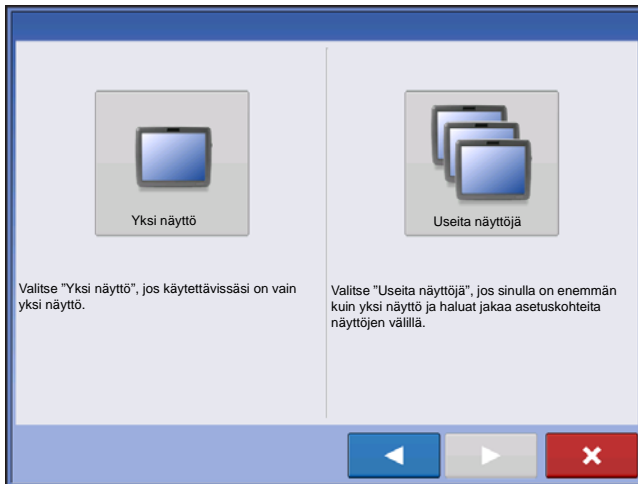 Yksi näyttö
Valitse "Yksi näyttö", jos käytettävissäsi on vain
yksi näyttö.
Useita näyttöjä
Valitse "Useita näyttöjä", jos sinulla on enemmän
kuin yksi näyttö ja haluat jakaa asetuskohteita
näyttöjen välillä.